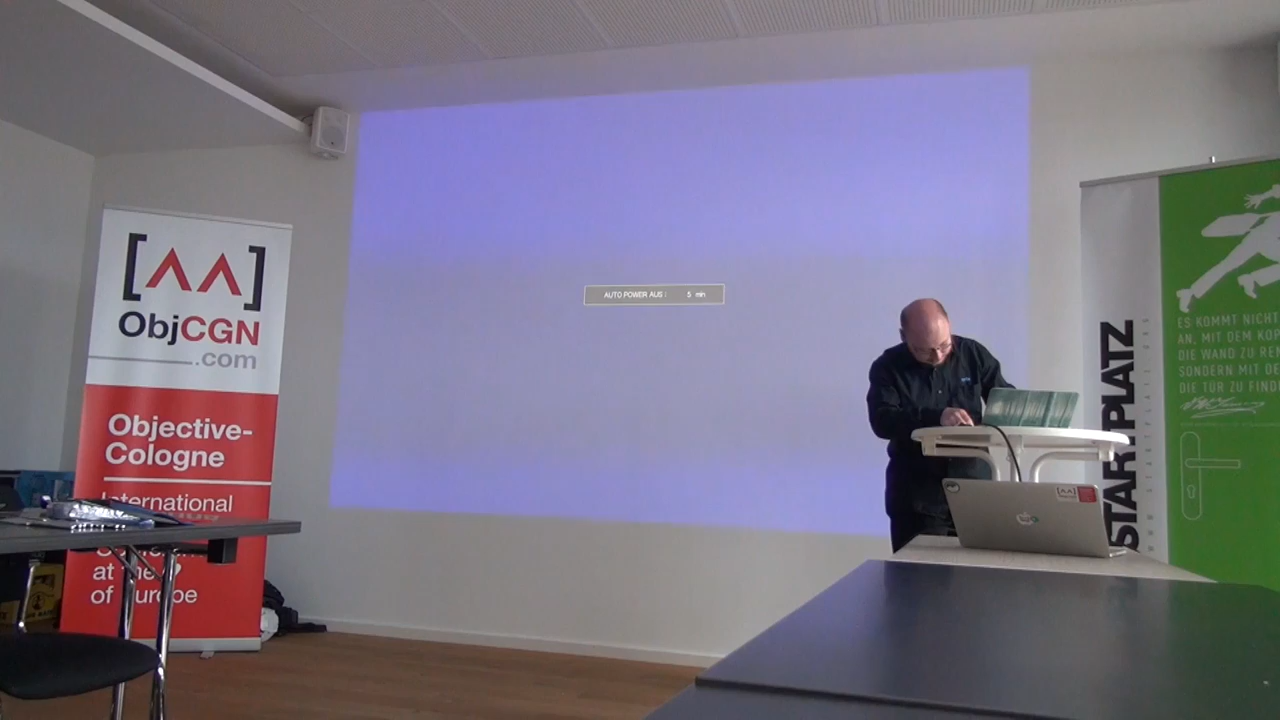 [^^]
ObjCGN
.com
Objective-
Cologne
International
at the
of Europe
AUTO POWER AUS : 5 min
STARTPLATZ
ES KOMMT NICHT
AN, MIT DEM KOP
DIE WAND ZU REN
SONDERN MIT DE
DIE TÜR ZU FINDE